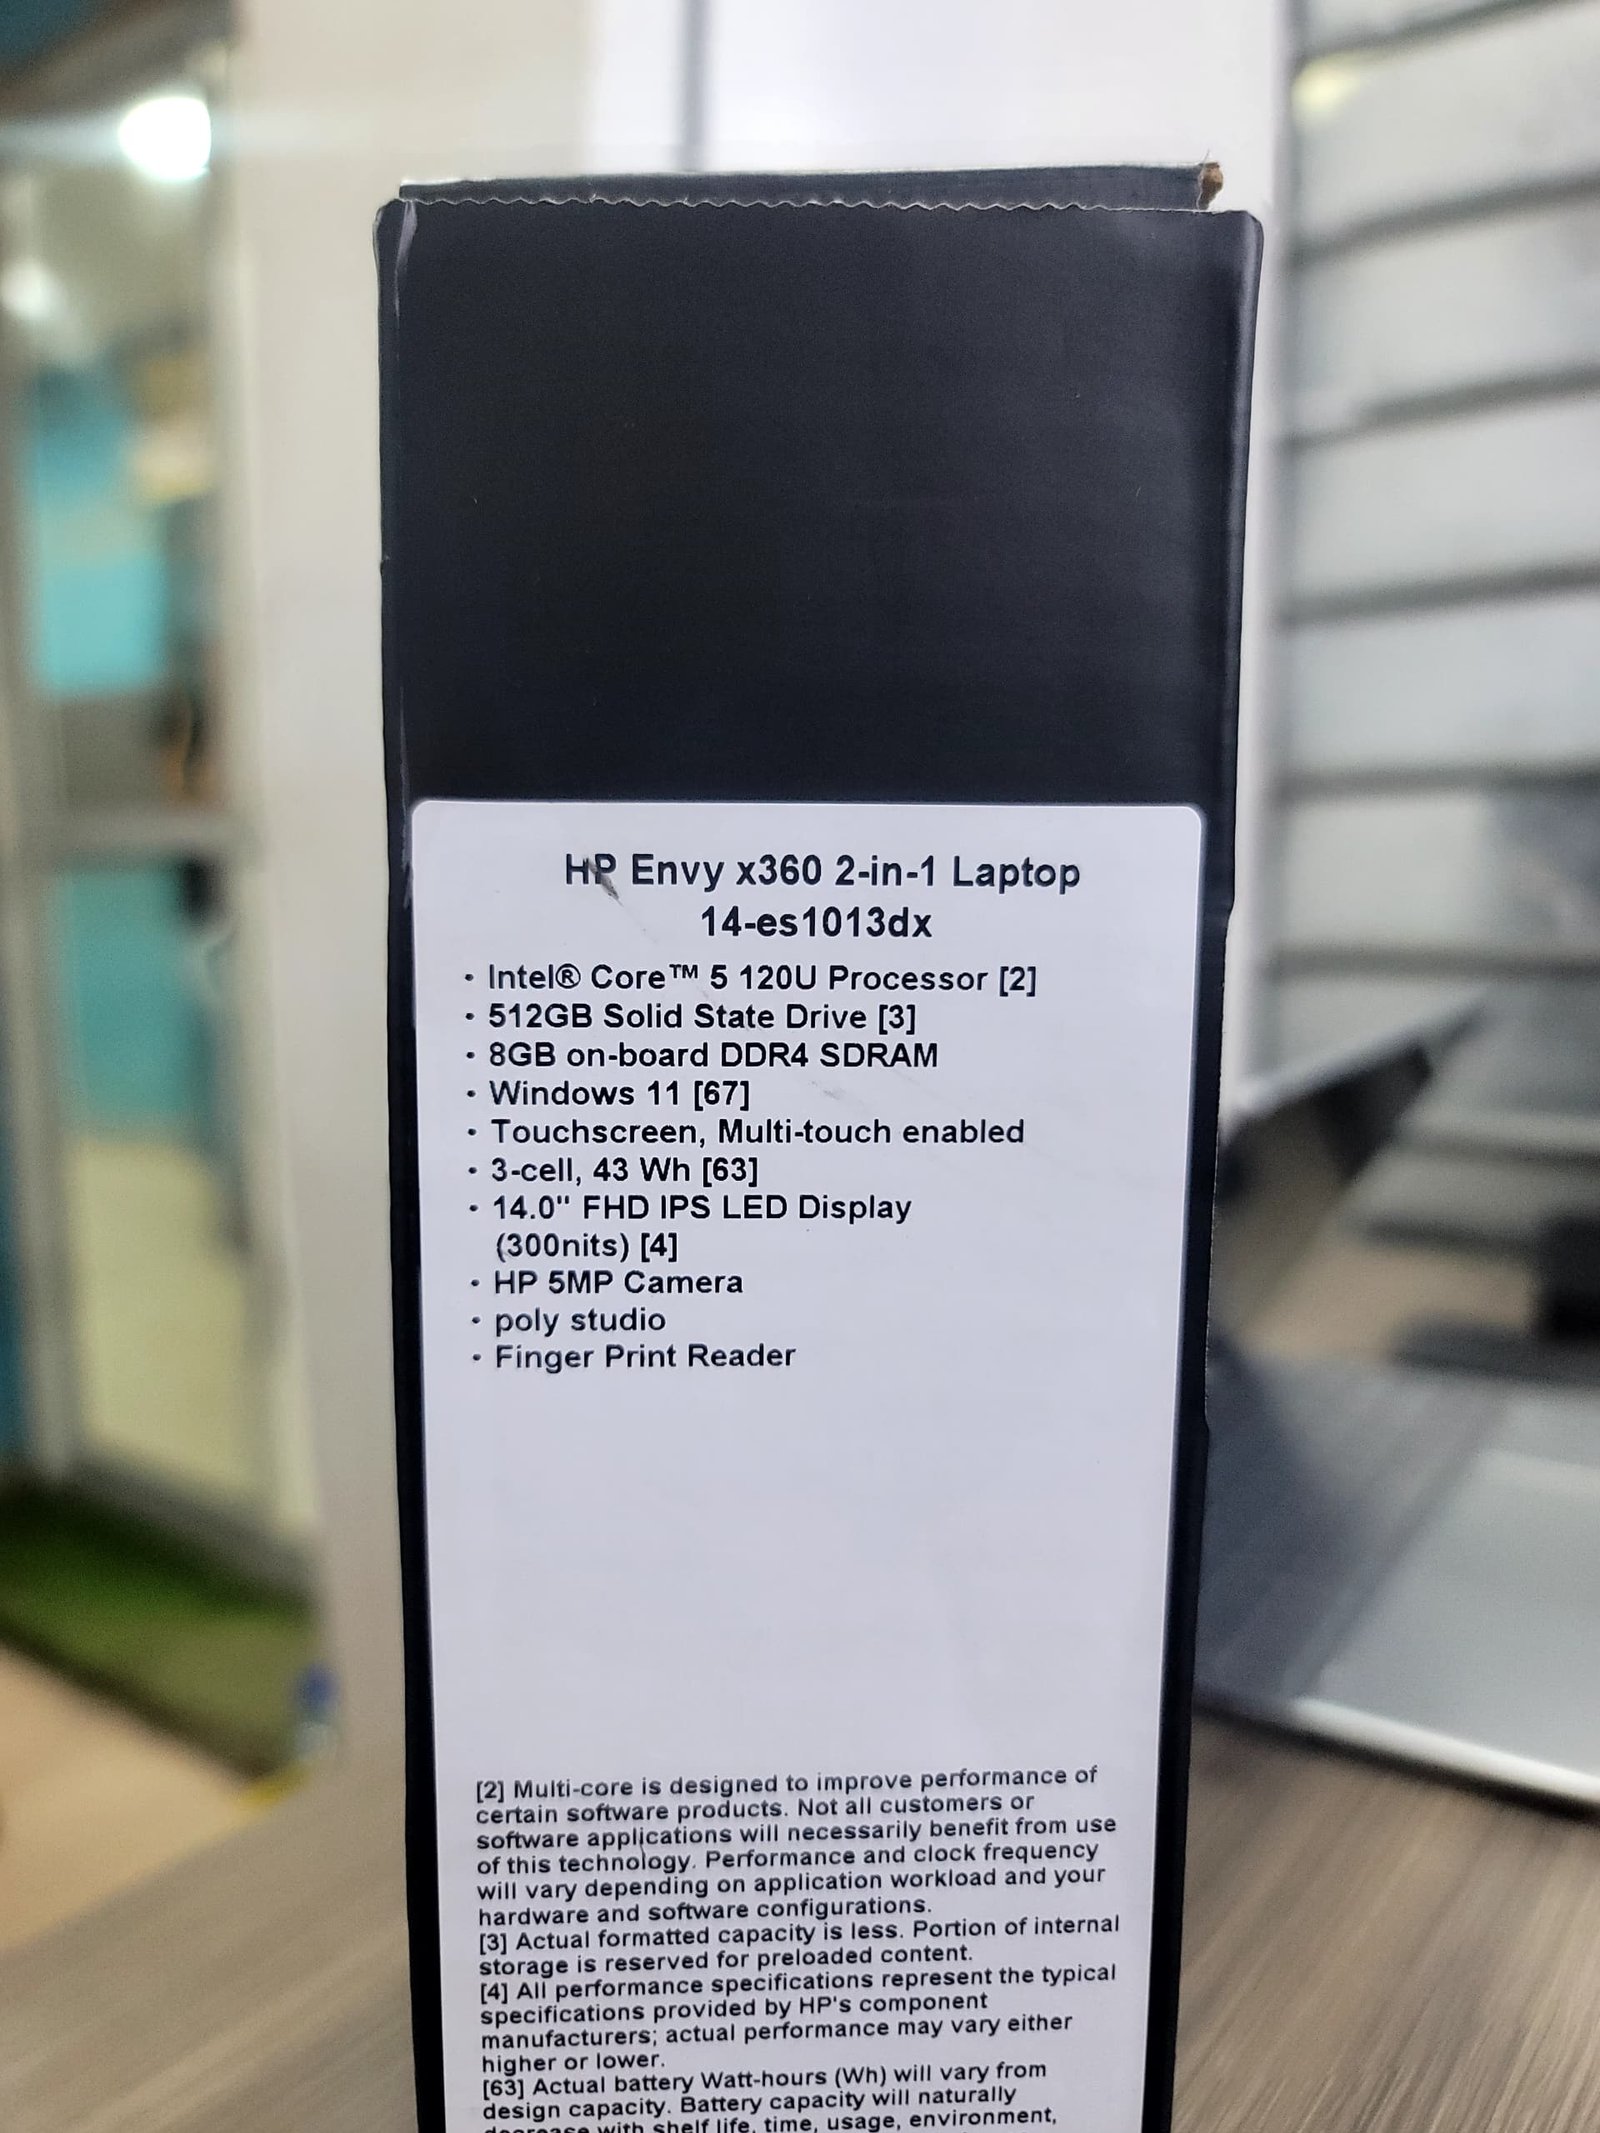 HP Envy x360 2-in-1 Laptop
14-es1013dx
• Intel® Core™ 5 120U Processor [2]
• 512GB Solid State Drive [3]
• 8GB on-board DDR4 SDRAM
• Windows 11 [67]
• Touchscreen, Multi-touch enabled
• 3-cell, 43 Wh [63]
• 14.0" FHD IPS LED Display
(300nits) [4]
• HP 5MP Camera
• poly studio
• Finger Print Reader
[2] Multi-core is designed to improve performance of
certain software products. Not all customers or
software applications will necessarily benefit from use
of this technology. Performance and clock frequency
will vary depending on application workload and your
hardware and software configurations.
[3] Actual formatted capacity is less. Portion of internal
storage is reserved for preloaded content.
[4] All performance specifications represent the typical
specifications provided by HP's component
manufacturers; actual performance may vary either
higher or lower.
[63] Actual battery Watt-hours (Wh) will vary from
design capacity. Battery capacity will naturally
decrease with shelf life, time, usage, environment,